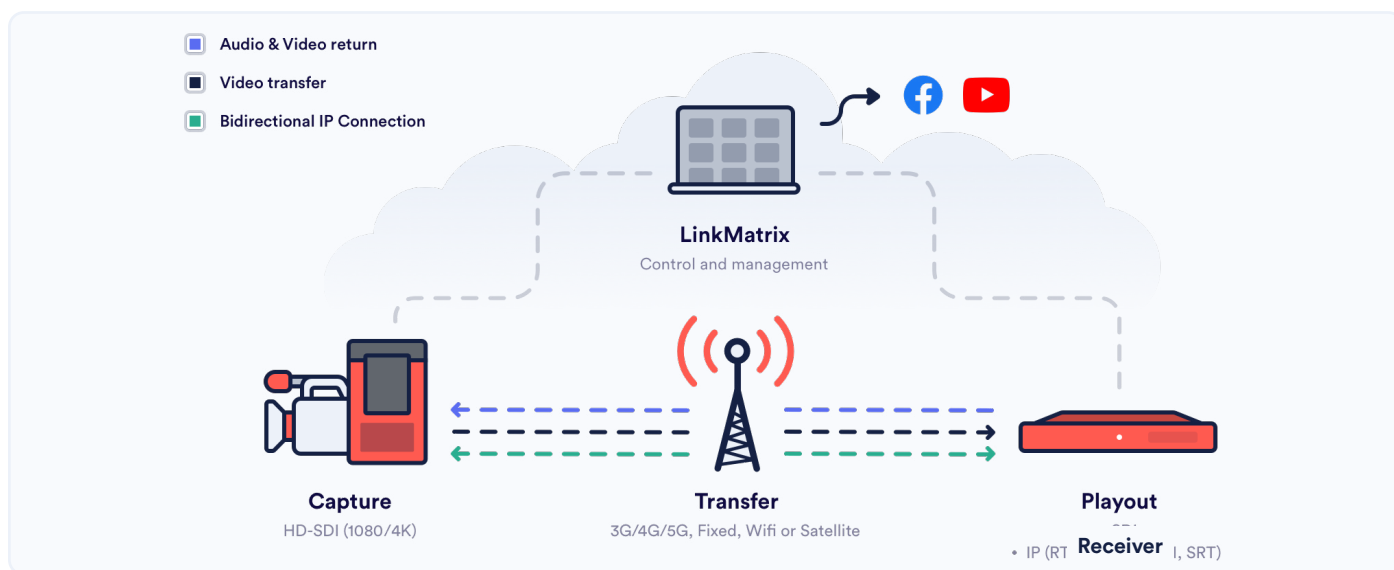 Audio & Video return
Video transfer
Bidirectional IP Connection
LinkMatrix
Control and management
Capture
HD-SDI (1080/4K)
Transfer
3G/4G/5G, Fixed, Wifi or Satellite
Playout
Receiver
• IP (RT I, SRT)